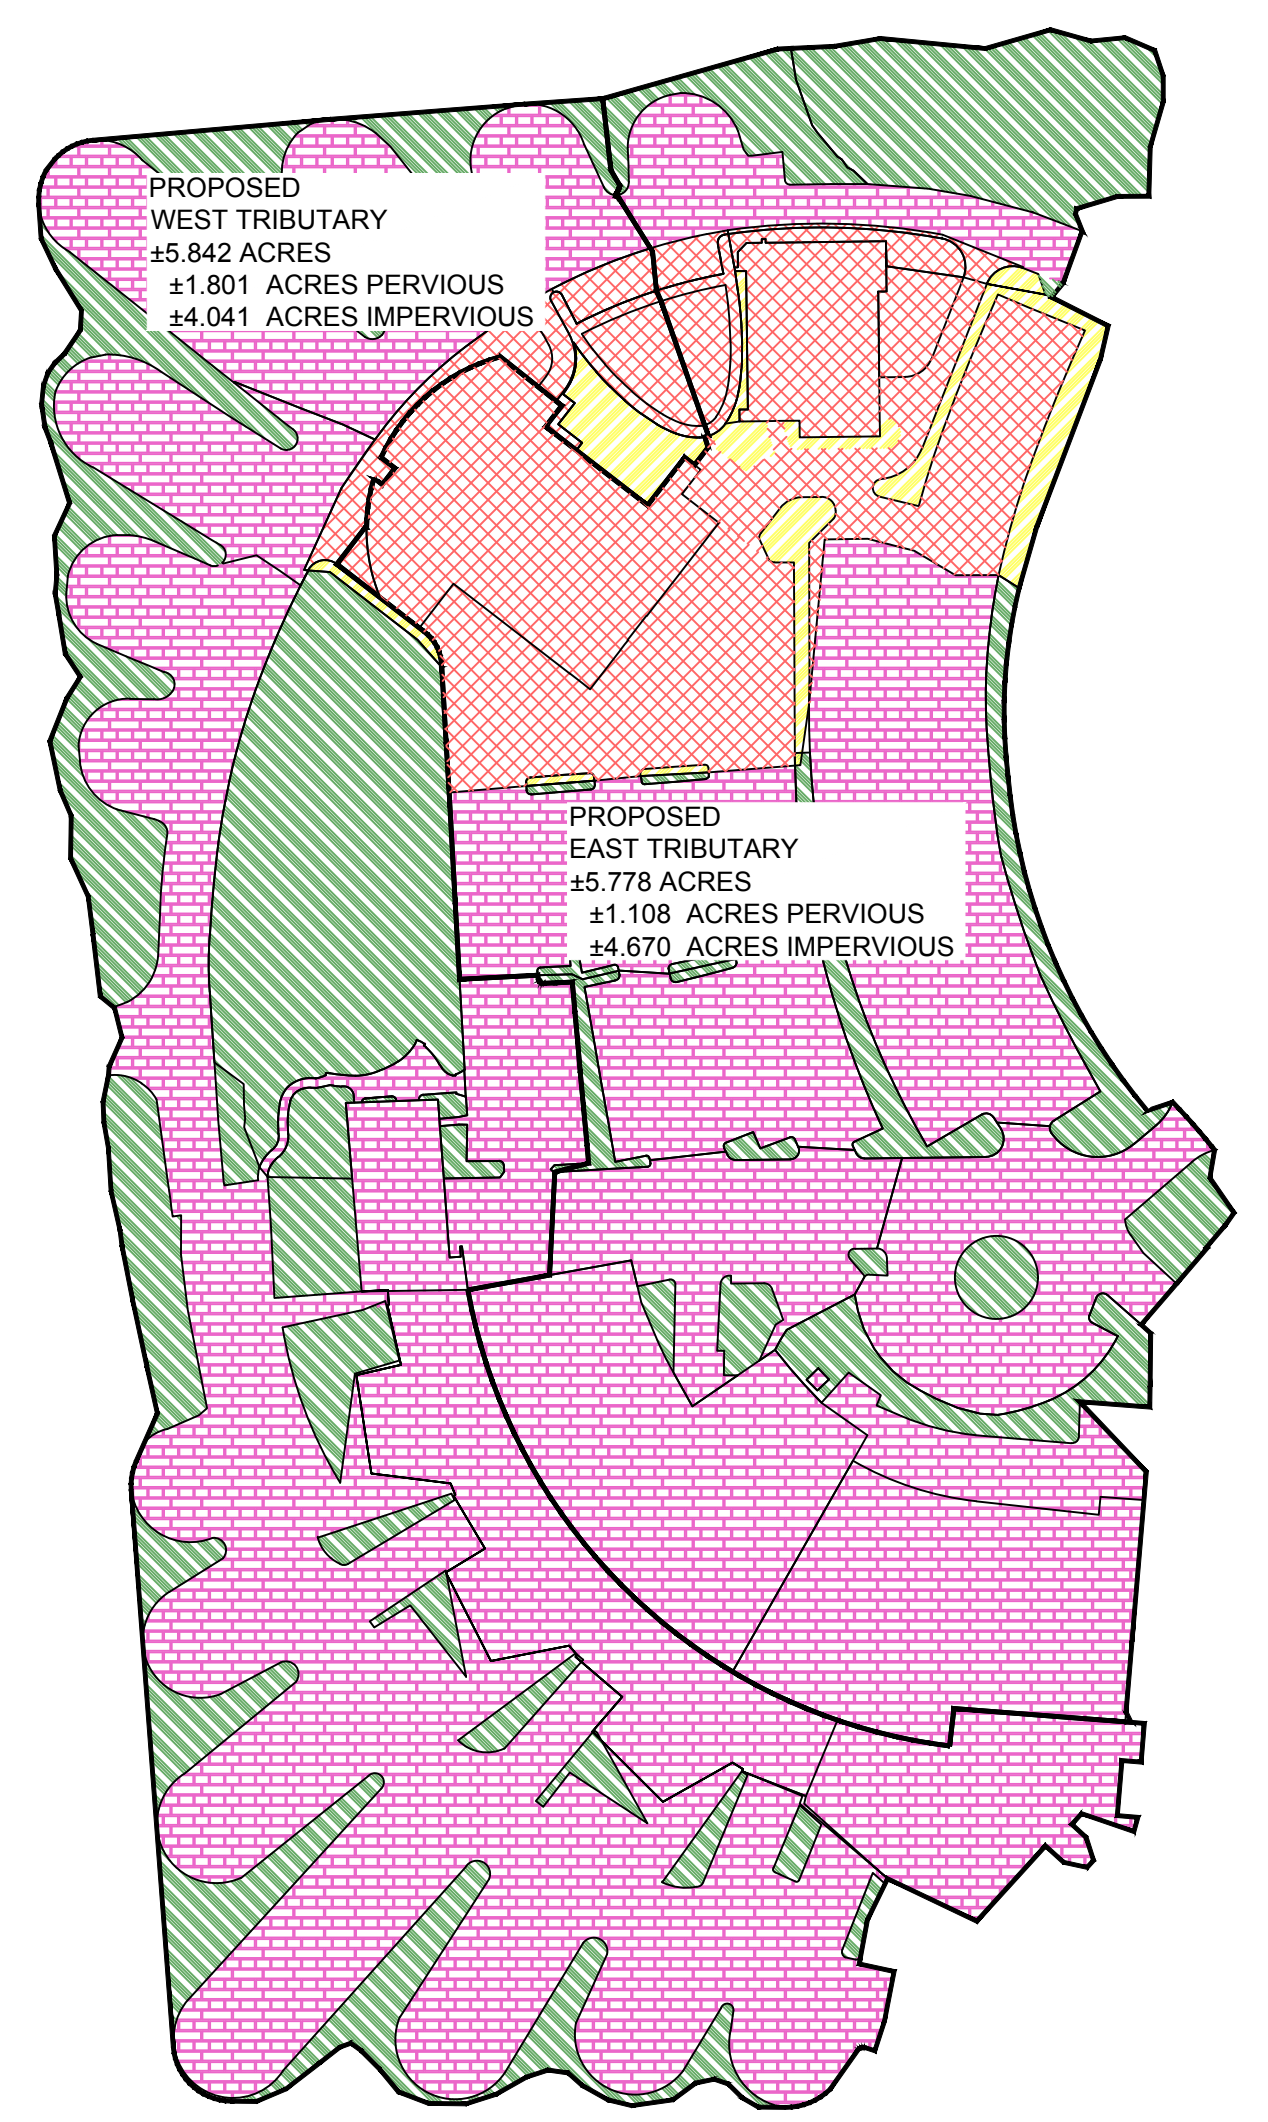 PROPOSED
WEST TRIBUTARY
±5.842 ACRES
±1.801 ACRES PERVIOUS
±4.041 ACRES IMPERVIOUS
PROPOSED
EAST TRIBUTARY
±5.778 ACRES
±1.108 ACRES PERVIOUS
±4.670 ACRES IMPERVIOUS